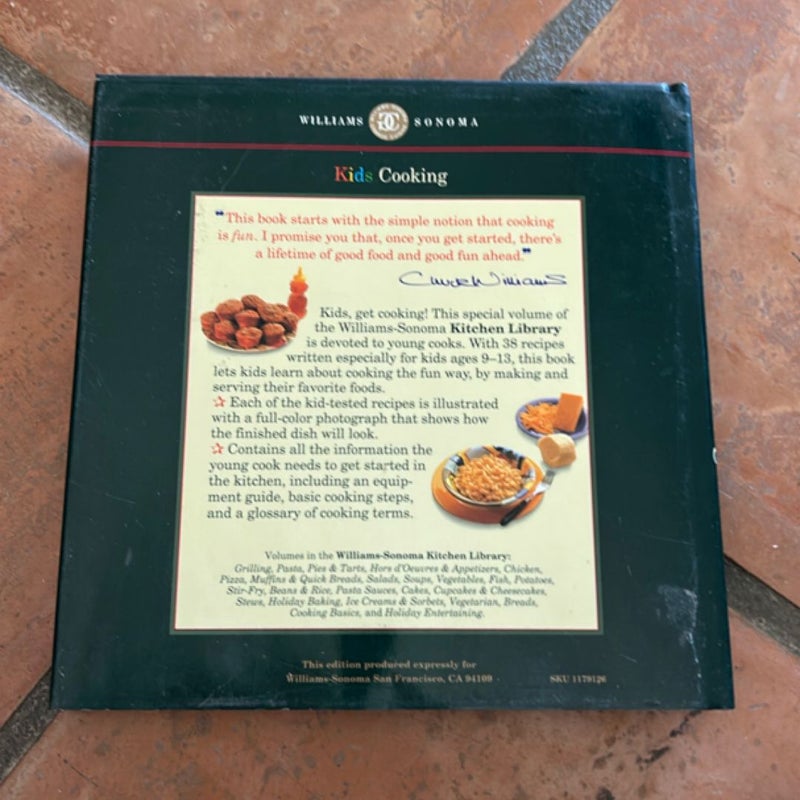 WILLIAMS SONOMA
Kids Cooking
"This book starts with the simple notion that cooking
is fun. I promise you that, once you get started, there's
a lifetime of good food and good fun ahead."
Chuck Williams
Kids, get cooking! This special volume of
the Williams-Sonoma Kitchen Library
is devoted to young cooks. With 38 recipes
written especially for kids ages 9–13, this book
lets kids learn about cooking the fun way, by making and
serving their favorite foods.
☆ Each of the kid-tested recipes is illustrated
with a full-color photograph that shows how
the finished dish will look.
☆ Contains all the information the
young cook needs to get started in
the kitchen, including an equip-
ment guide, basic cooking steps,
and a glossary of cooking terms.
Volumes in the Williams-Sonoma Kitchen Library:
Grilling, Pasta, Pies & Tarts, Hors d'Oeuvres & Appetizers, Chicken,
Pizza, Muffins & Quick Breads, Salads, Soups, Vegetables, Fish, Potatoes,
Stir-Fry, Beans & Rice, Pasta Sauces, Cakes, Cupcakes & Cheesecakes,
Stews, Holiday Baking, Ice Creams & Sorbets, Vegetarian, Breads,
Cooking Basics, and Holiday Entertaining.
This edition produced expressly for
Williams-Sonoma San Francisco, CA 94109
SKU 1179126